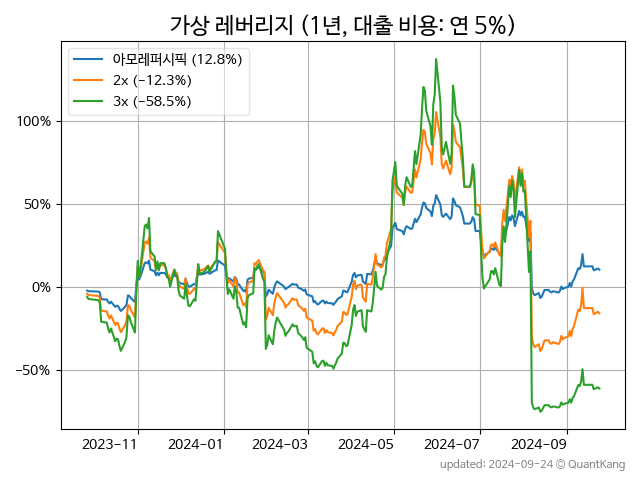 가상 레버리지 (1년, 대출 비용: 연 5%)
아모레퍼시픽 (12.8%)
2x (−12.3%)
3x (−58.5%)
100%
50%
0%
−50%
2023-11
2024-01
2024-03
2024-05
2024-07
2024-09
updated: 2024-09-24 @ QuantKang